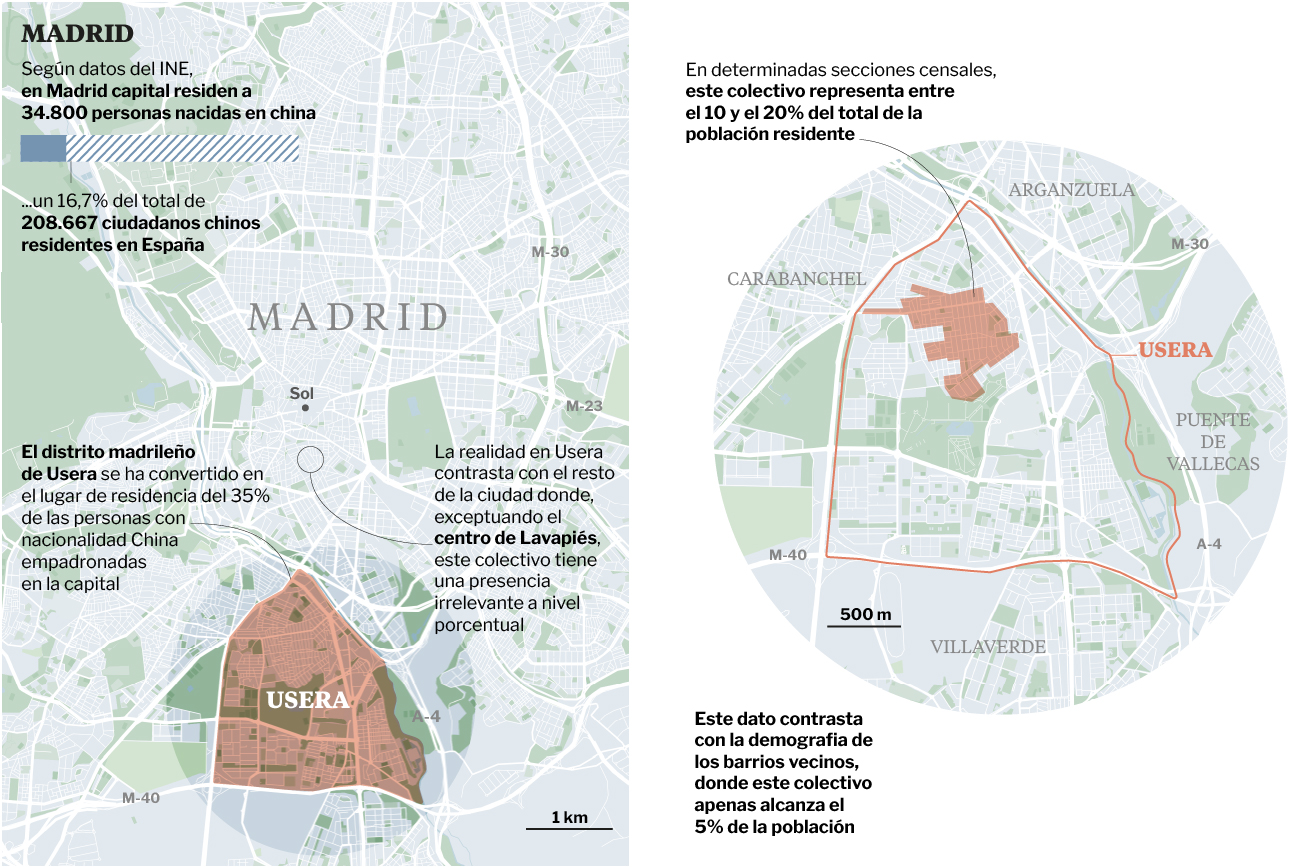 MADRID
Según datos del INE,
en Madrid capital residen a
34.800 personas nacidas en china
...un 16,7% del total de
208.667 ciudadanos chinos
residentes en España
M-30
MADRID
Sol
M-23
El distrito madrileño
de Usera se ha convertido en
el lugar de residencia del 35%
de las personas con
nacionalidad China
empadronadas
en la capital
La realidad en Usera
contrasta con el resto
de la ciudad donde,
exceptuando el
centro de Lavapiés,
este colectivo tiene
una presencia
irrelevante a nivel
porcentual
USERA
A-4
M-40
1 km
En determinadas secciones censales,
este colectivo representa entre
el 10 y el 20% del total de la
población residente
ARGANZUELA
M-30
CARABANCHEL
USERA
PUENTE
DE
VALLECAS
A-4
M-40
500 m
VILLAVERDE
Este dato contrasta
con la demografia de
los barrios vecinos,
donde este colectivo
apenas alcanza el
5% de la población